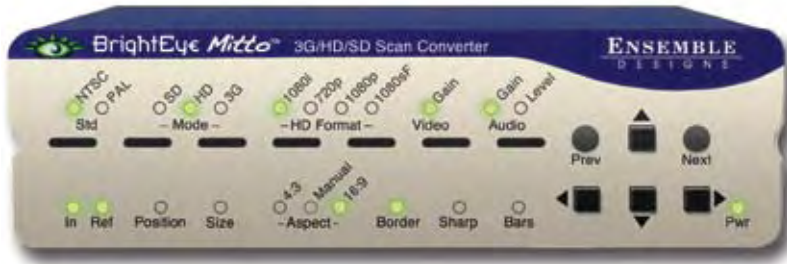 BrightEye Mitto™ 3G/HD/SD Scan Converter
ENSEMBLE
DESIGNS
NTSC PAL SD HD 3G 1080i 720p 1080p 1080sF Gain Gain Level
Std -Mode- -HD Format- Video Audio
Prev Next
4:3 Manual 16:9
In Ref Position Size -Aspect- Border Sharp Bars Pwr